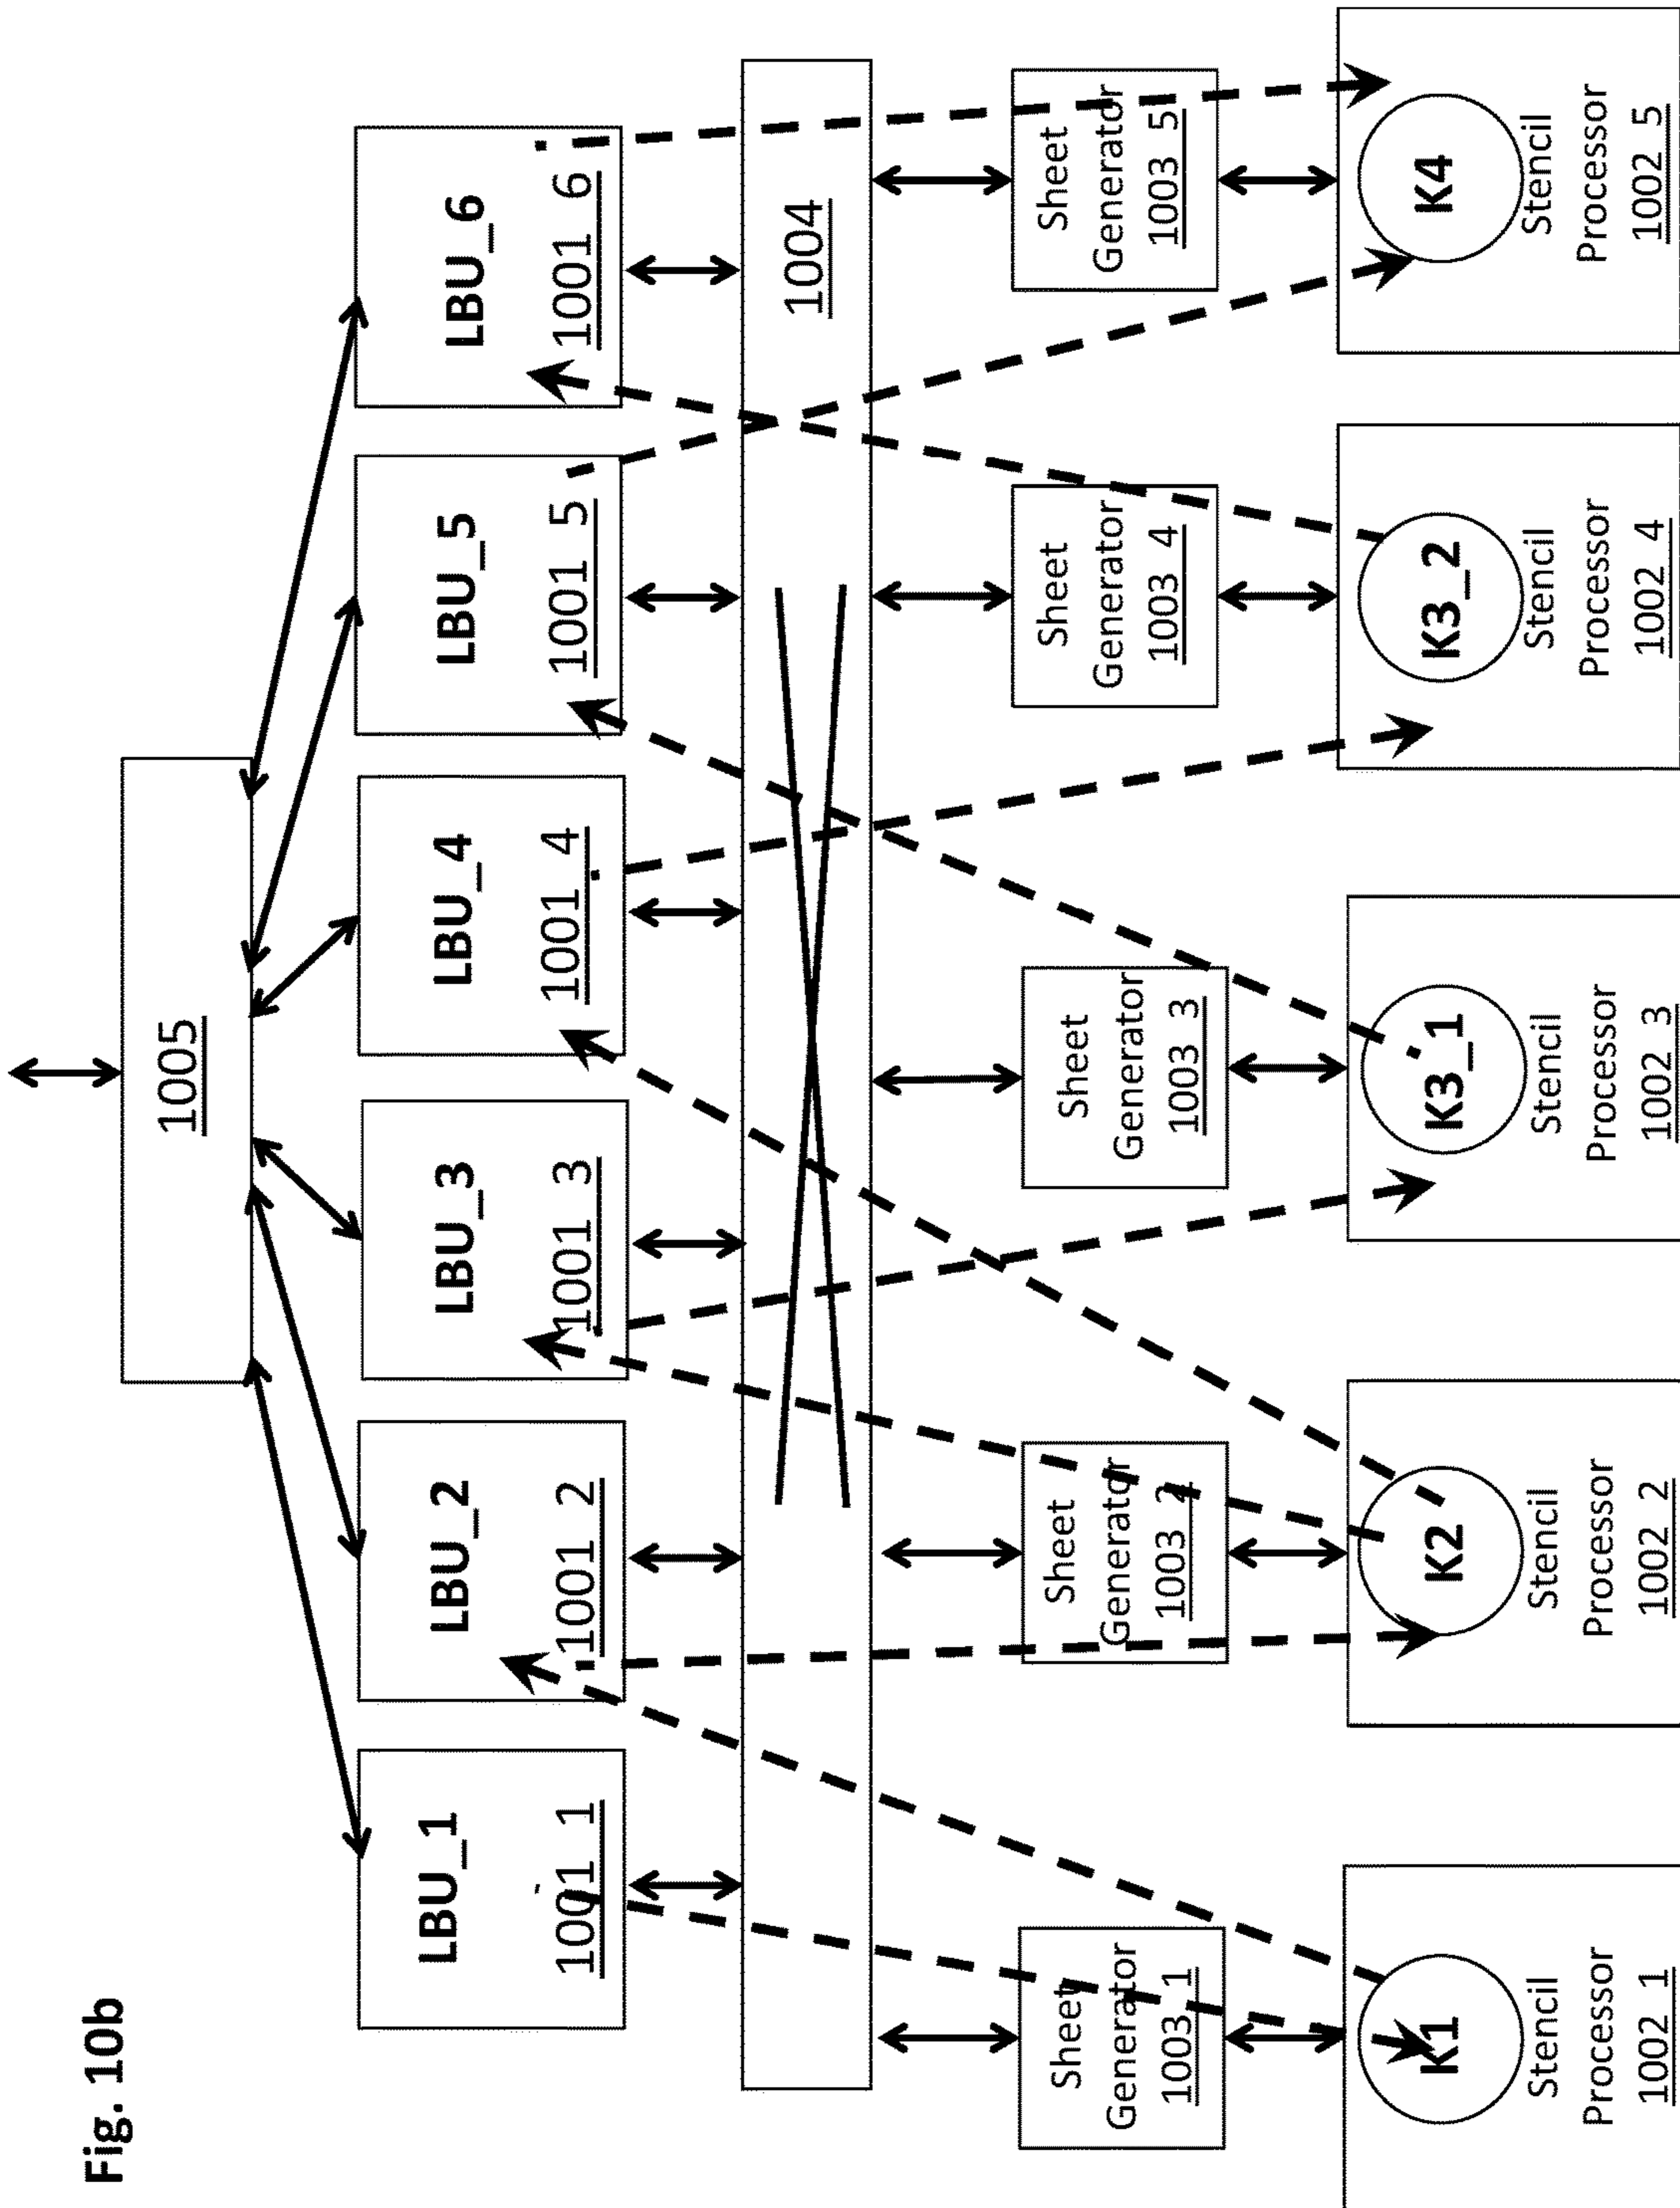 Fig. 10b
1005
LBU_1
1001_1
LBU_2
1001_2
LBU_3
1001_3
LBU_4
1001_4
LBU_5
1001_5
LBU_6
1001_6
1004
Sheet
Generator
1003_1
Sheet
Generator
1003_2
Sheet
Generator
1003_3
Sheet
Generator
1003_4
Sheet
Generator
1003_5
K1
Stencil
Processor
1002_1
K2
Stencil
Processor
1002_2
K3_1
Stencil
Processor
1002_3
K3_2
Stencil
Processor
1002_4
K4
Stencil
Processor
1002_5